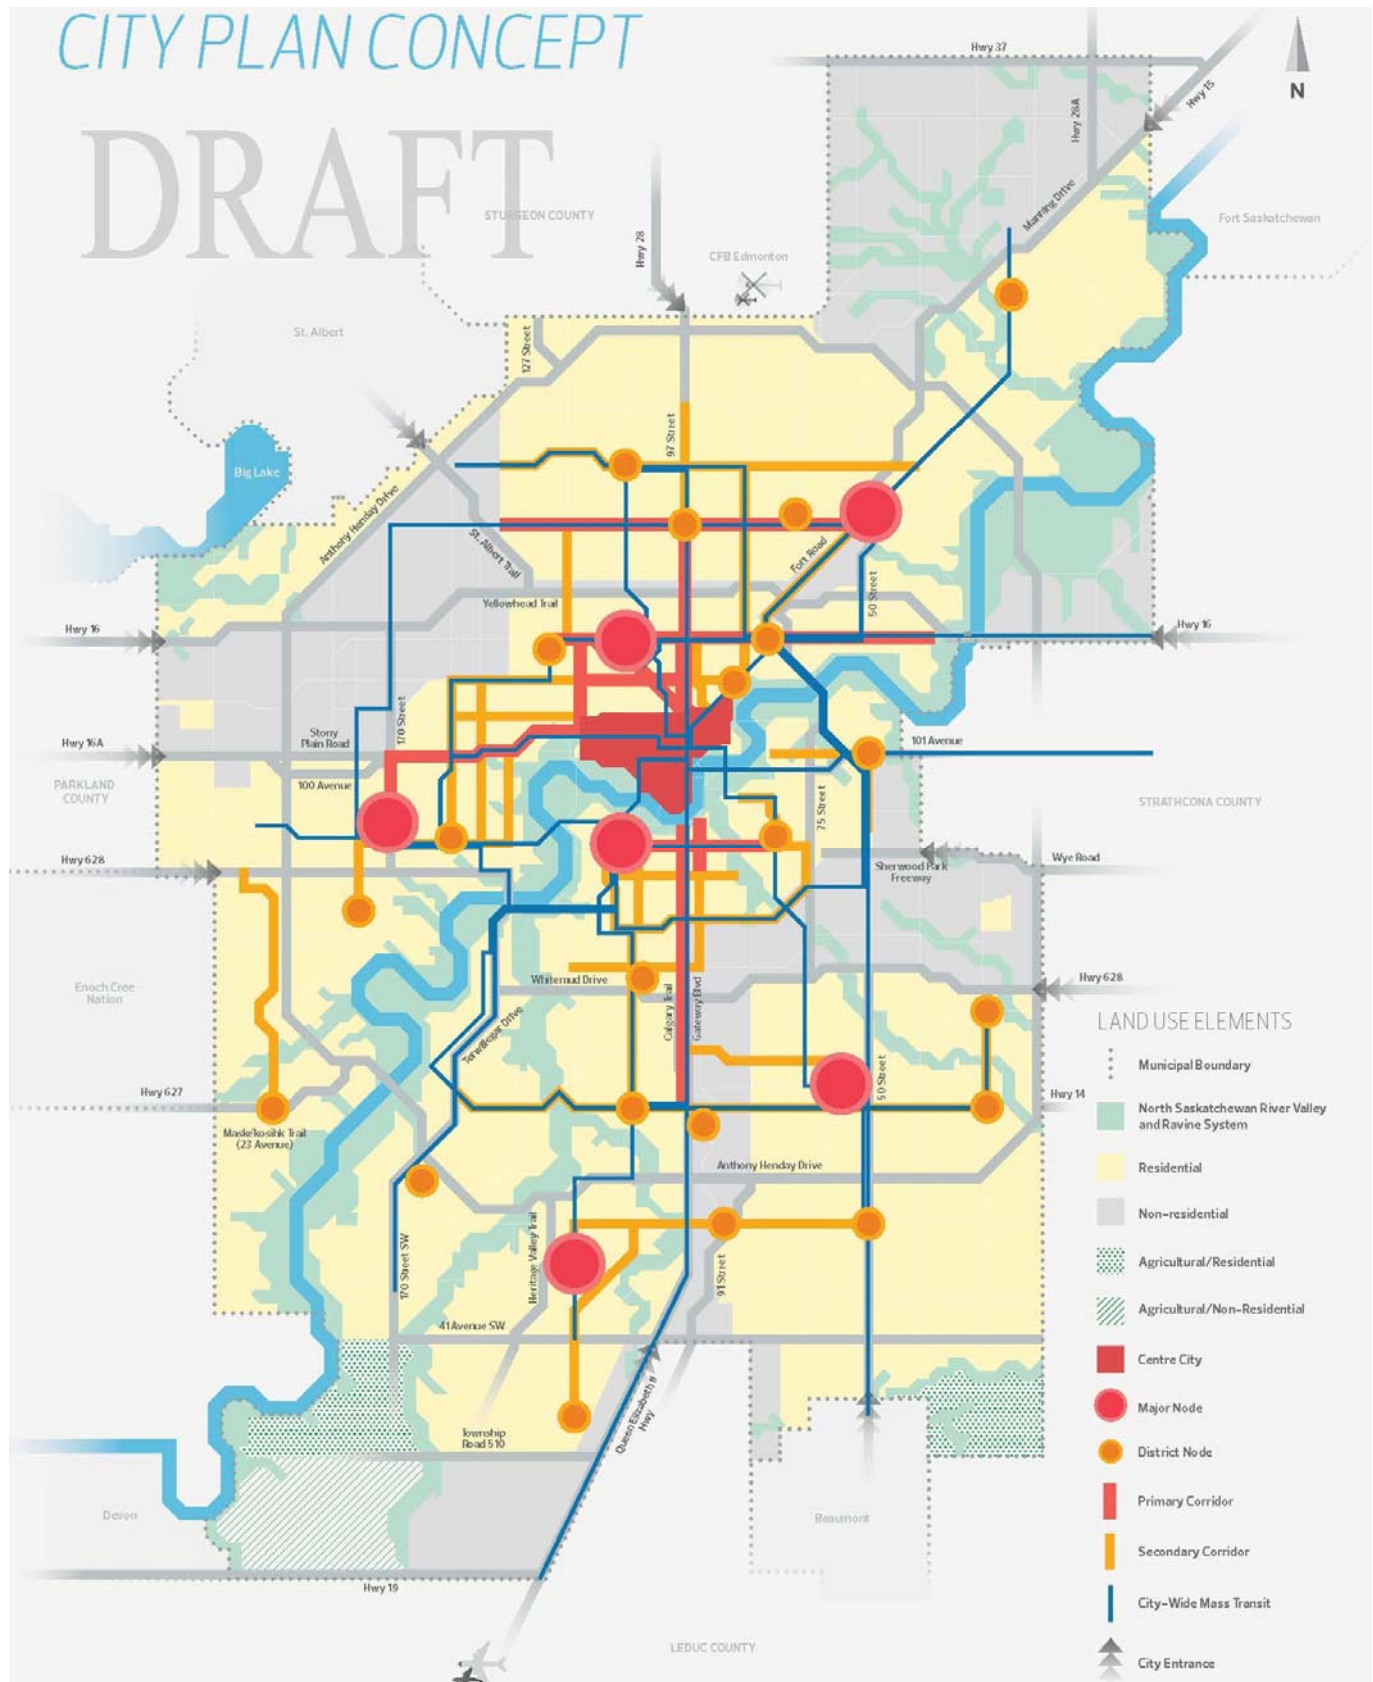 CITY PLAN CONCEPT
DRAFT
Hwy 37
Hwy 15
N
Hwy 28A
Manning Drive
STURGEON COUNTY
Fort Saskatchewan
Hwy 28
CFB Edmonton
St. Albert
127 Street
97 Street
Big Lake
Anthony Henday Drive
St. Albert Trail
Fort Road
50 Street
Yellowhead Trail
Hwy 16
Hwy 16
170 Street
Stony
Plain Road
Hwy 16A
101 Avenue
PARKLAND
COUNTY
100 Avenue
75 Street
STRATHCONA COUNTY
Hwy 628
Sherwood Park
Freeway
Wye Road
Whitemud Drive
Hwy 628
Enoch Cree
Nation
Terwillegar Drive
Calgary Trail
Gateway Blvd
50 Street
Hwy 627
Hwy 14
Maskêkosihk Trail
(23 Avenue)
Anthony Henday Drive
170 Street SW
Heritage Valley Trail
91 Street
41 Avenue SW
Queen Elizabeth II
Hwy
Township
Road 510
Devon
Beaumont
Hwy 19
LEDUC COUNTY
LAND USE ELEMENTS
Municipal Boundary
North Saskatchewan River Valley
and Ravine System
Residential
Non-residential
Agricultural/Residential
Agricultural/Non-Residential
Centre City
Major Node
District Node
Primary Corridor
Secondary Corridor
City-Wide Mass Transit
City Entrance